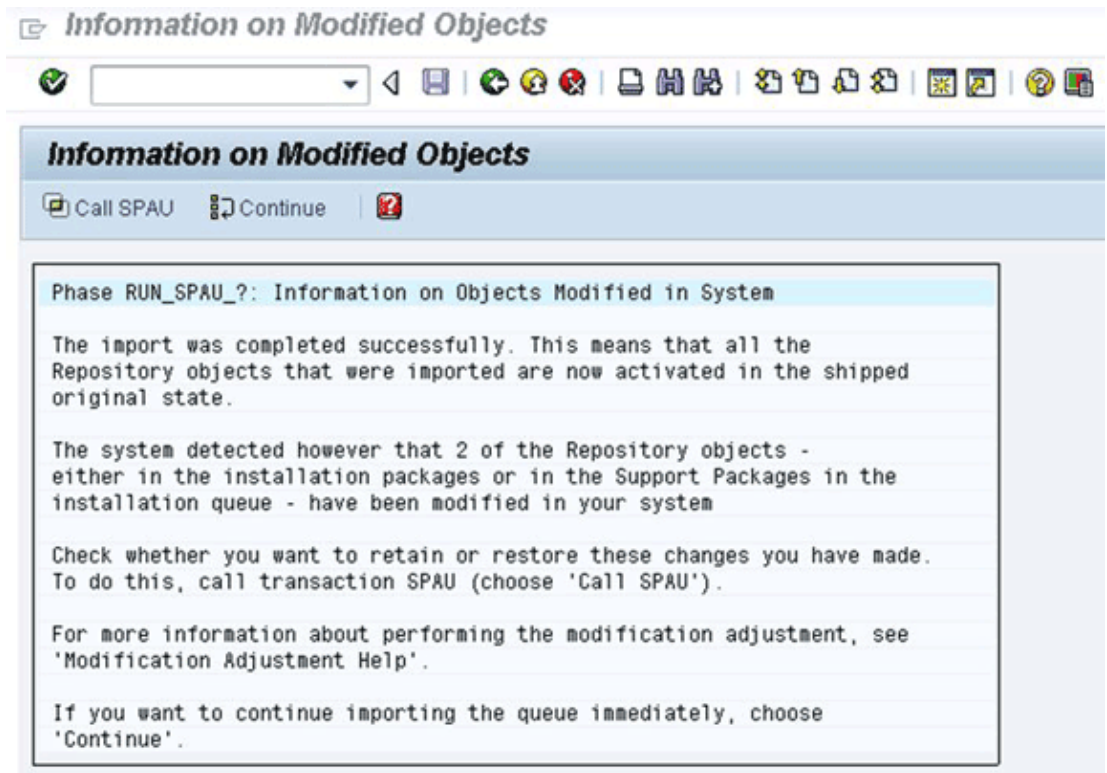 Information on Modified Objects
Information on Modified Objects
Call SPAU Continue
Phase RUN_SPAU_?: Information on Objects Modified in System
The import was completed successfully. This means that all the
Repository objects that were imported are now activated in the shipped
original state.
The system detected however that 2 of the Repository objects -
either in the installation packages or in the Support Packages in the
installation queue - have been modified in your system
Check whether you want to retain or restore these changes you have made.
To do this, call transaction SPAU (choose 'Call SPAU').
For more information about performing the modification adjustment, see
'Modification Adjustment Help'.
If you want to continue importing the queue immediately, choose
'Continue'.